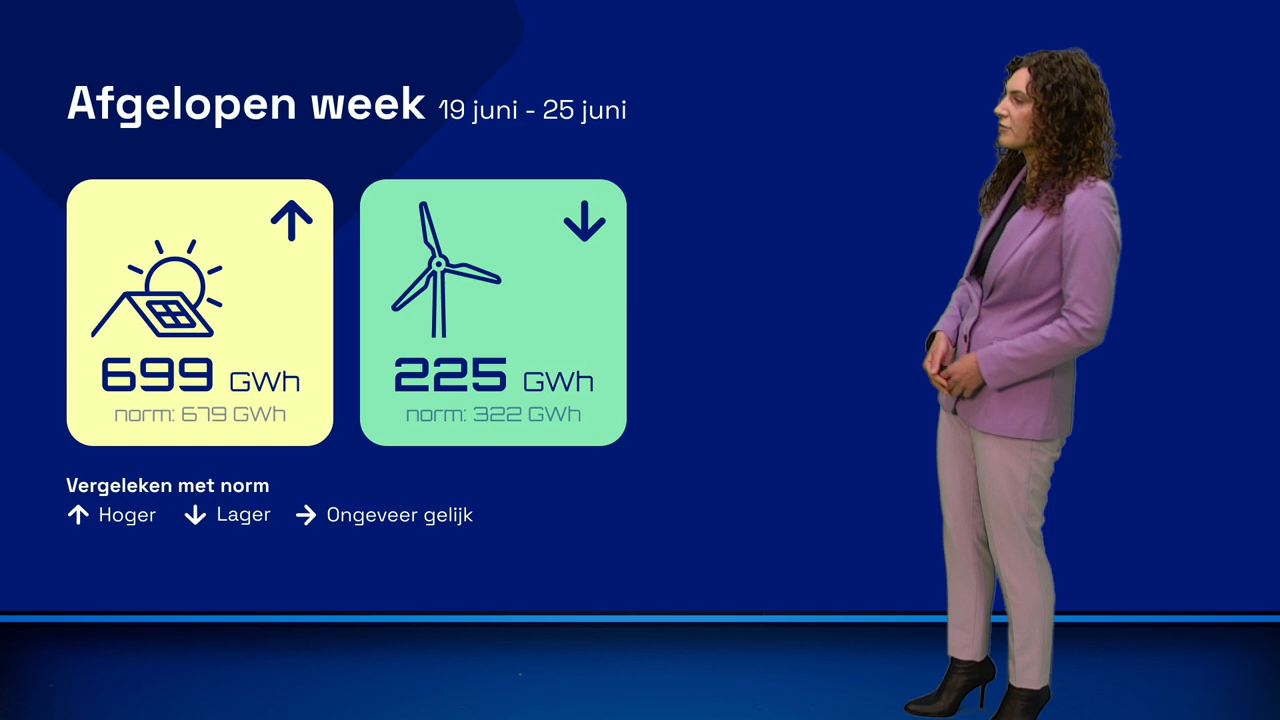 Afgelopen week 19 juni - 25 juni
699 GWh
norm: 679 GWh
225 GWh
norm: 322 GWh
Vergeleken met norm
Hoger
Lager
Ongeveer gelijk